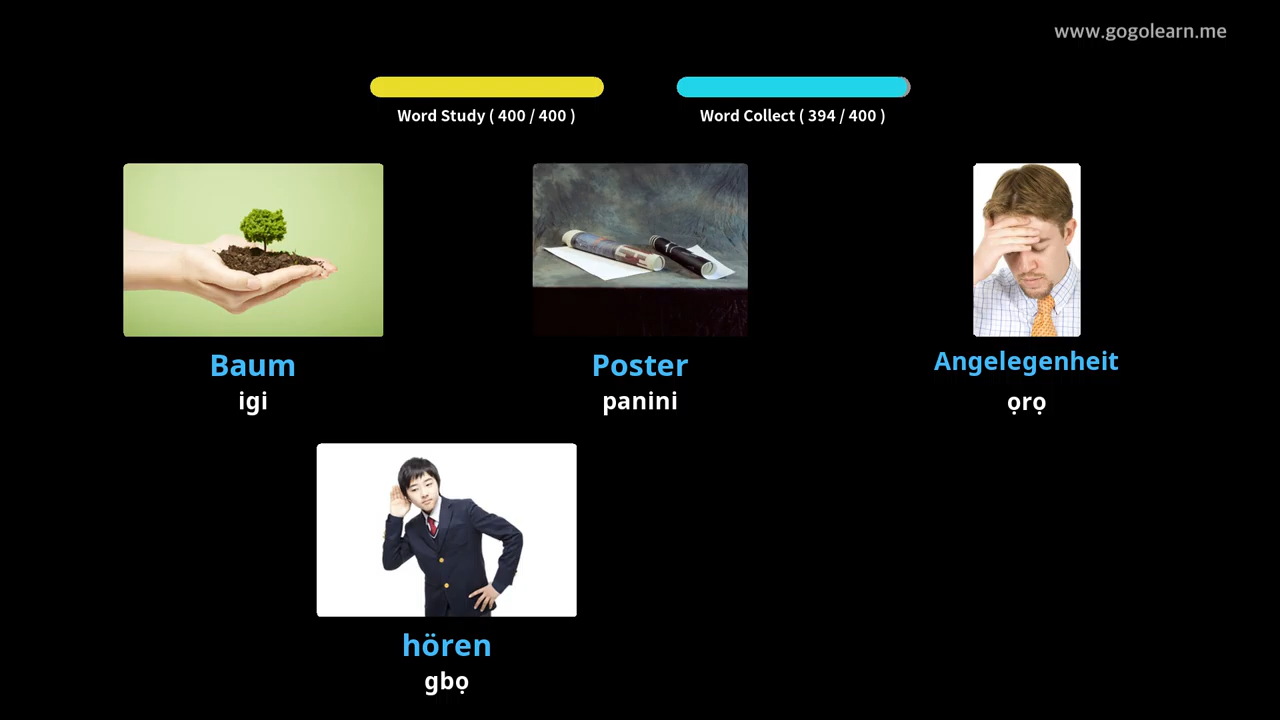 www.gogolearn.me
Word Study ( 400 / 400 )
Word Collect ( 394 / 400 )
Baum
igi
Poster
panini
Angelegenheit
ọrọ
hören
gbọ